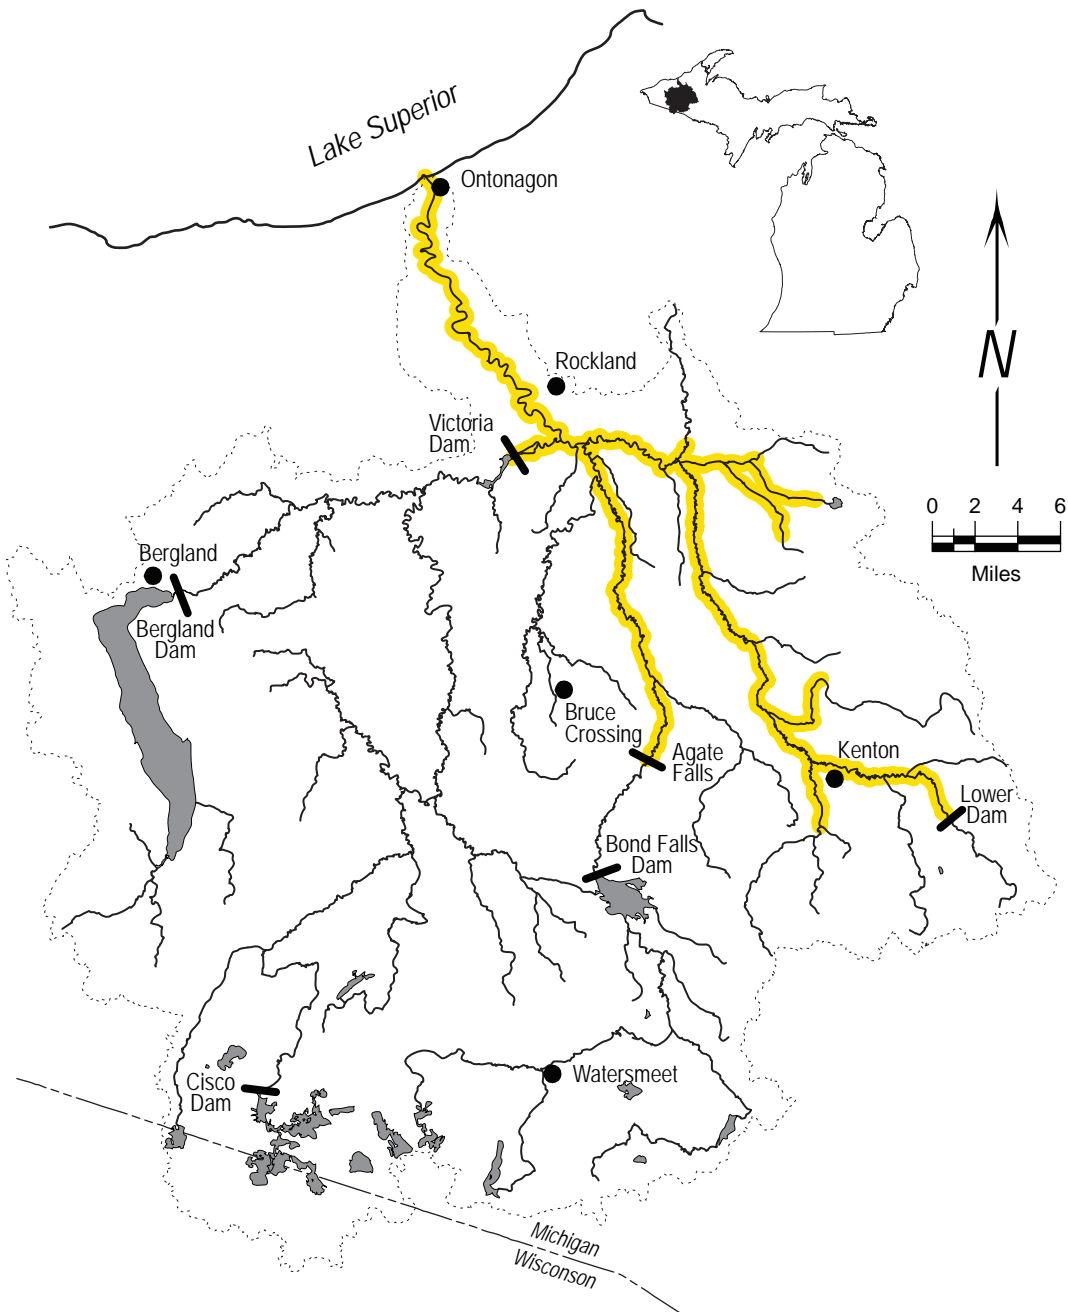 Lake Superior
Ontonagon
Rockland
Victoria
Dam
N
0 2 4 6
Miles
Bergland
Bergland
Dam
Bruce
Crossing
Agate
Falls
Kenton
Lower
Dam
Bond Falls
Dam
Cisco
Dam
Watersmeet
Michigan
Wisconson